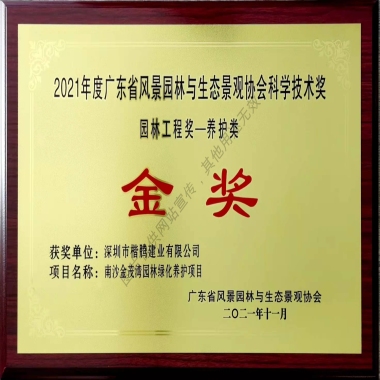 2021年度广东省风景园林与生态景观协会科学技术奖
园林工程奖—养护类
金奖
获奖单位：深圳市楷腾建业有限公司
项目名称：南沙金茂湾园林绿化养护项目
广东省风景园林与生态景观协会
二〇二一年十一月